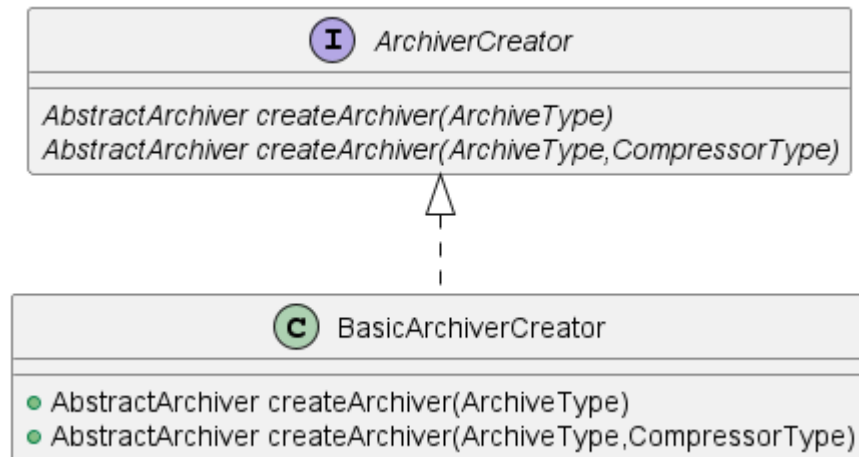 I ArchiverCreator
AbstractArchiver createArchiver(ArchiveType)
AbstractArchiver createArchiver(ArchiveType,CompressorType)
C BasicArchiverCreator
AbstractArchiver createArchiver(ArchiveType)
AbstractArchiver createArchiver(ArchiveType,CompressorType)